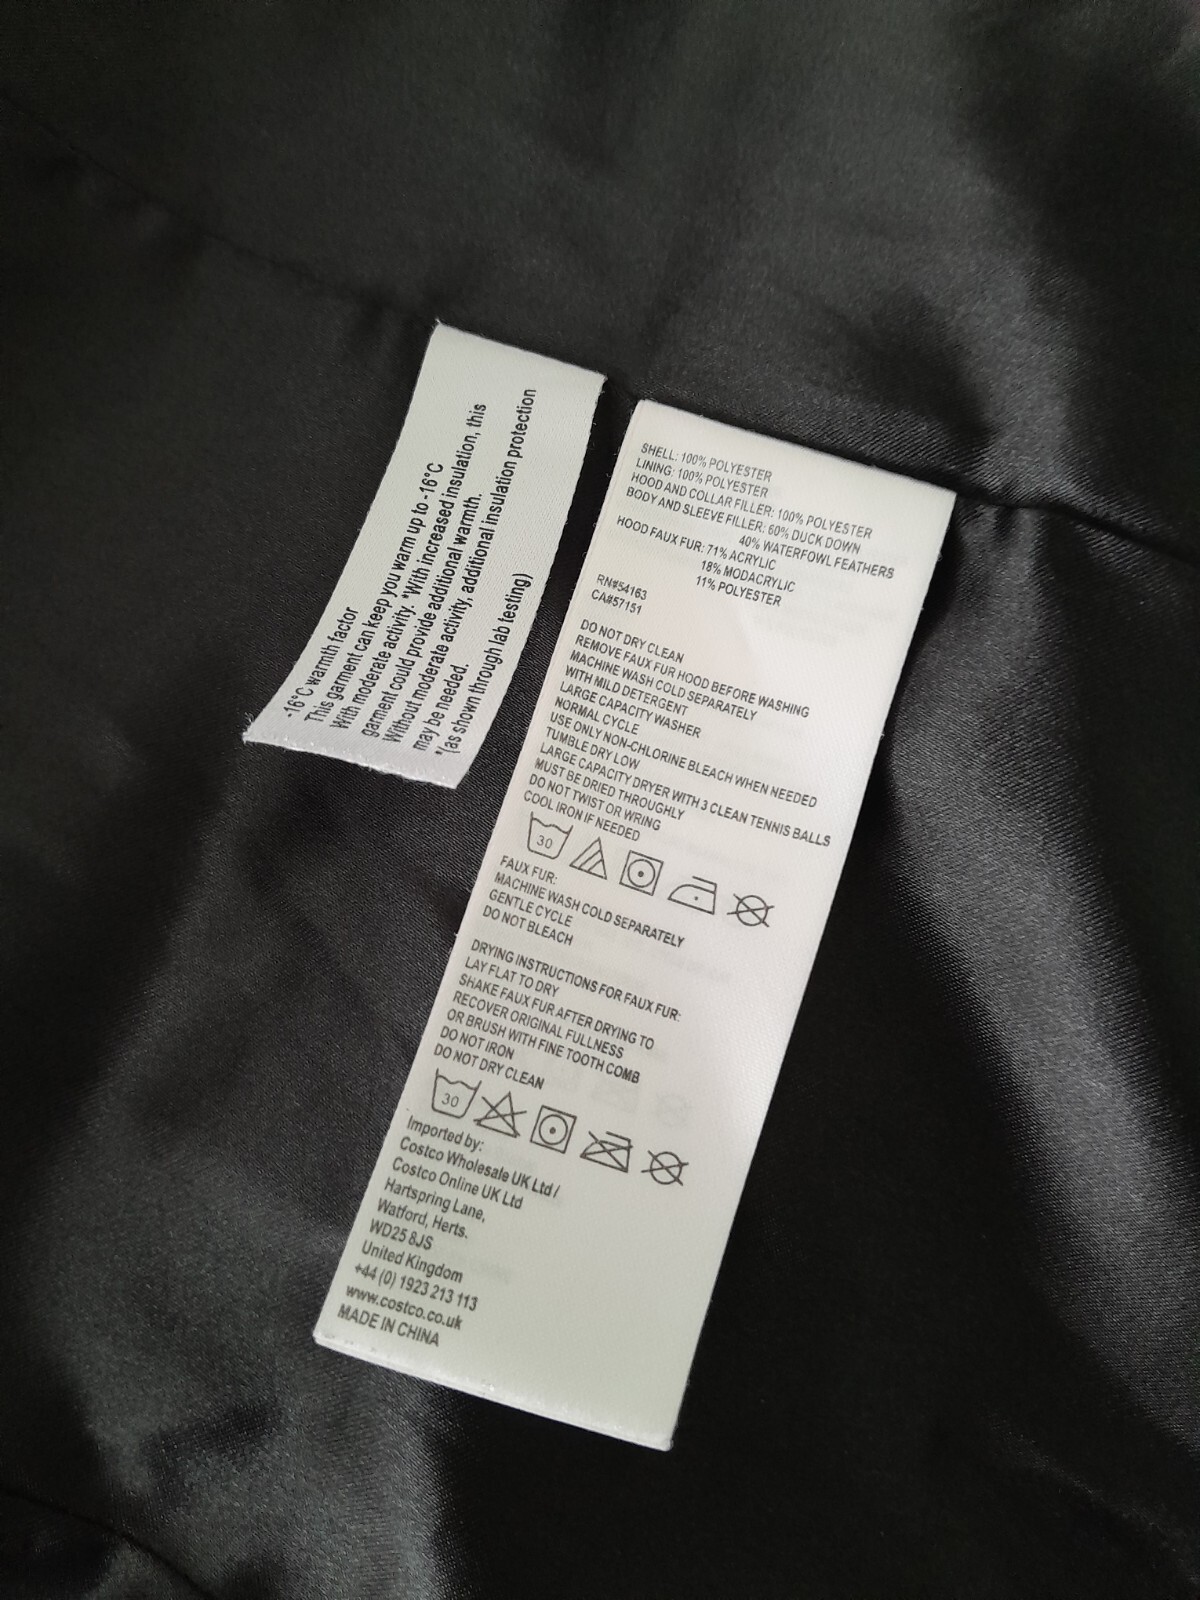 -16°C warmth factor
This garment can keep you warm up to -16°C
With moderate activity. *With increased insulation, this
garment could provide additional warmth.
Without moderate activity, additional insulation protection
may be needed.
*(as shown through lab testing)
SHELL: 100% POLYESTER
LINING: 100% POLYESTER
HOOD AND COLLAR FILLER: 100% POLYESTER
BODY AND SLEEVE FILLER: 60% DUCK DOWN
40% WATERFOWL FEATHERS
HOOD FAUX FUR: 71% ACRYLIC
18% MODACRYLIC
11% POLYESTER
RN#54163
CA#57151
DO NOT DRY CLEAN
REMOVE FAUX FUR HOOD BEFORE WASHING
MACHINE WASH COLD SEPARATELY
WITH MILD DETERGENT
LARGE CAPACITY WASHER
NORMAL CYCLE
USE ONLY NON-CHLORINE BLEACH WHEN NEEDED
TUMBLE DRY LOW
LARGE CAPACITY DRYER WITH 3 CLEAN TENNIS BALLS
MUST BE DRIED THROUGHLY
DO NOT TWIST OR WRING
COOL IRON IF NEEDED
30
FAUX FUR:
MACHINE WASH COLD SEPARATELY
GENTLE CYCLE
DO NOT BLEACH
DRYING INSTRUCTIONS FOR FAUX FUR:
LAY FLAT TO DRY
SHAKE FAUX FUR AFTER DRYING TO
RECOVER ORIGINAL FULLNESS
OR BRUSH WITH FINE TOOTH COMB
DO NOT IRON
DO NOT DRY CLEAN
30
Imported by:
Costco Wholesale UK Ltd /
Costco Online UK Ltd
Hartspring Lane,
Watford, Herts.
WD25 8JS
United Kingdom
+44 (0) 1923 213 113
www.costco.co.uk
MADE IN CHINA